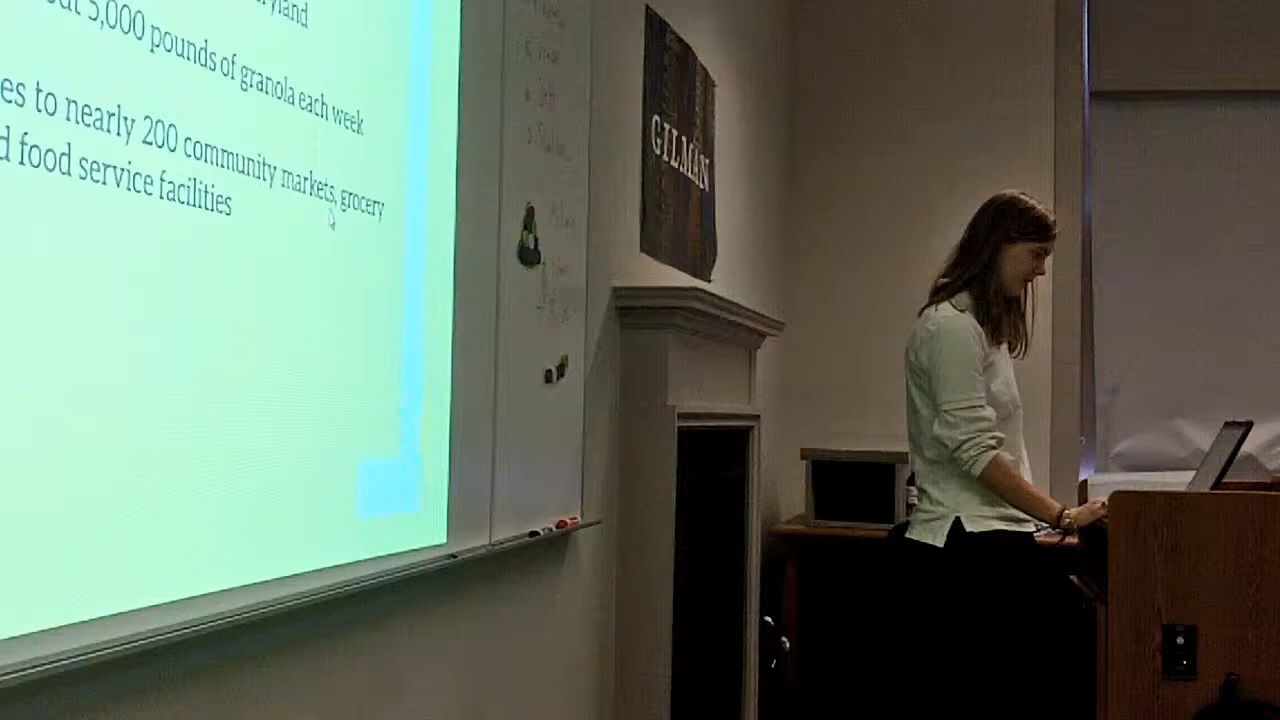 ryland
out 5,000 pounds of granola each week
es to nearly 200 community markets, grocery
d food service facilities
GILMAN